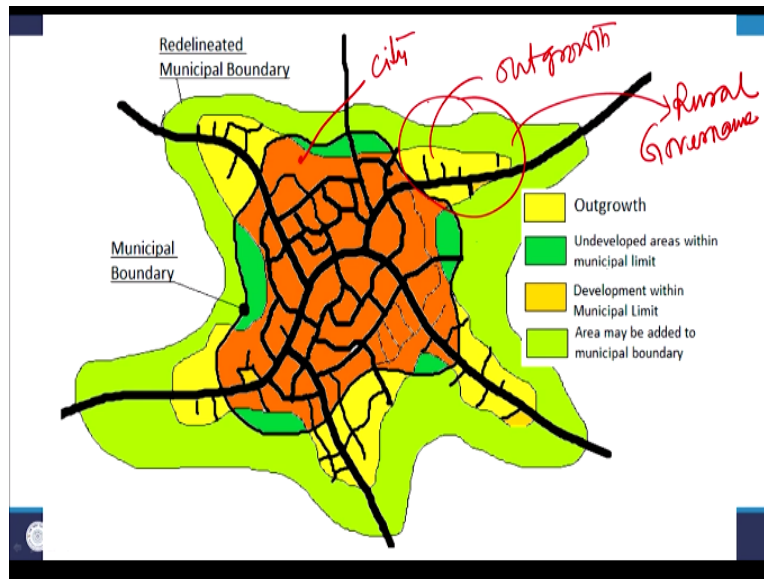 Redelineated
Municipal Boundary
City
Outgrowth
Rural
Governance
Municipal
Boundary
Outgrowth
Undeveloped areas within
municipal limit
Development within
Municipal Limit
Area may be added to
municipal boundary